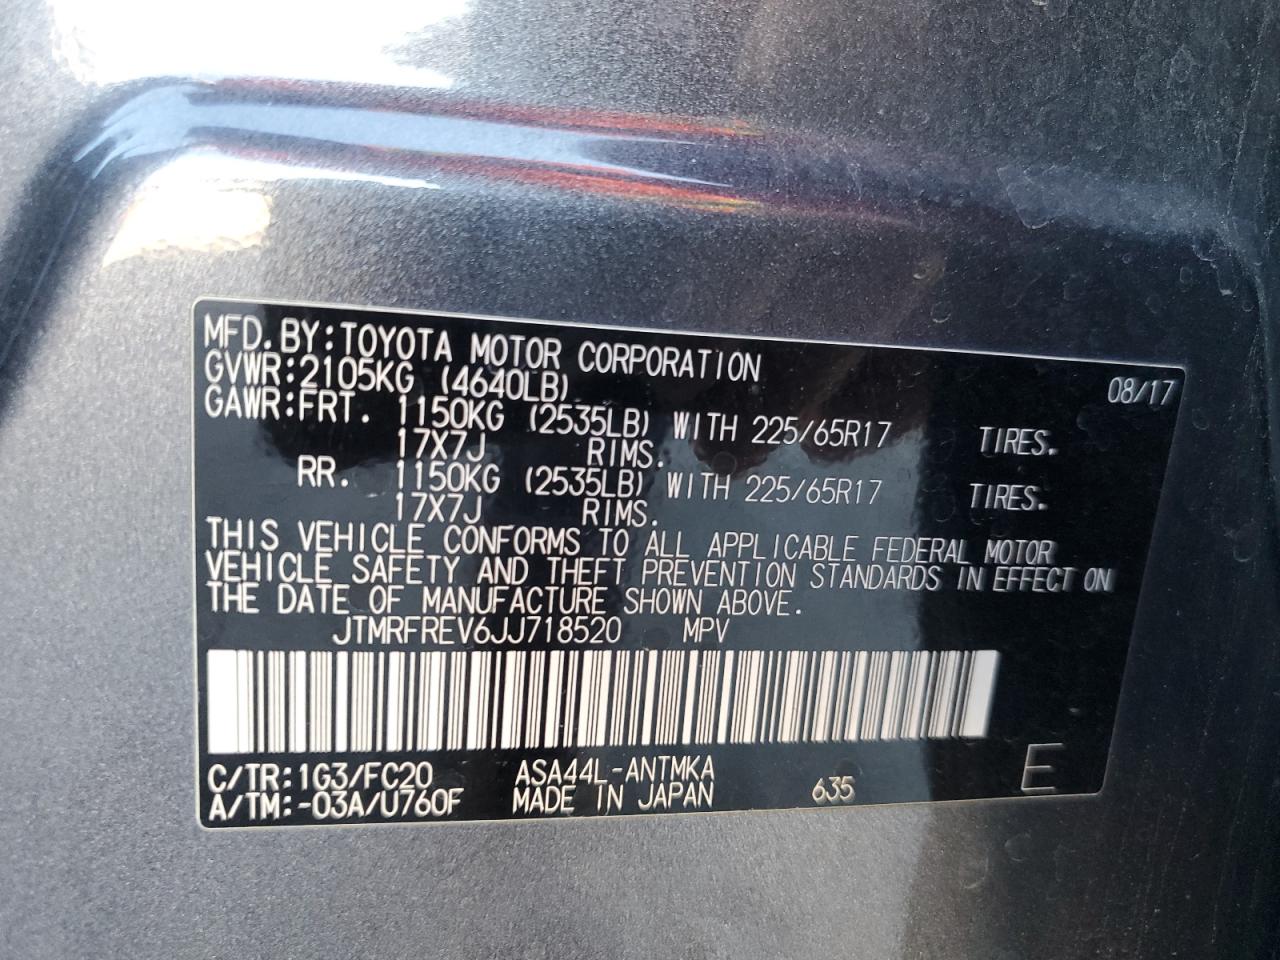 MFD.BY:TOYOTA MOTOR CORPORATION 08/17
GVWR:2105KG (4640LB)
GAWR:FRT. 1150KG (2535LB) WITH 225/65R17 TIRES.
17X7J RIMS.
RR. 1150KG (2535LB) WITH 225/65R17 TIRES.
17X7J RIMS.
THIS VEHICLE CONFORMS TO ALL APPLICABLE FEDERAL MOTOR
VEHICLE SAFETY AND THEFT PREVENTION STANDARDS IN EFFECT ON
THE DATE OF MANUFACTURE SHOWN ABOVE.
JTMRFREV6JJ718520 MPV
C/TR:1G3/FC20 ASA44L-ANTMKA
A/TM:-03A/U760F MADE IN JAPAN 635 E